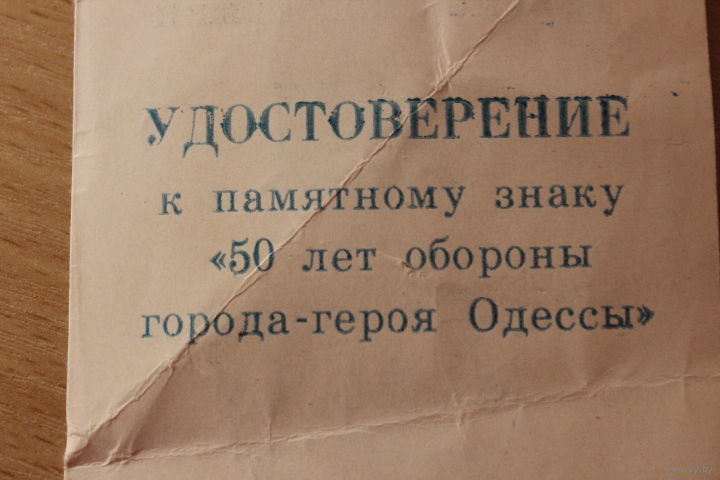 УДОСТОВЕРЕНИЕ
к памятному знаку
«50 лет обороны
города-героя Одессы»